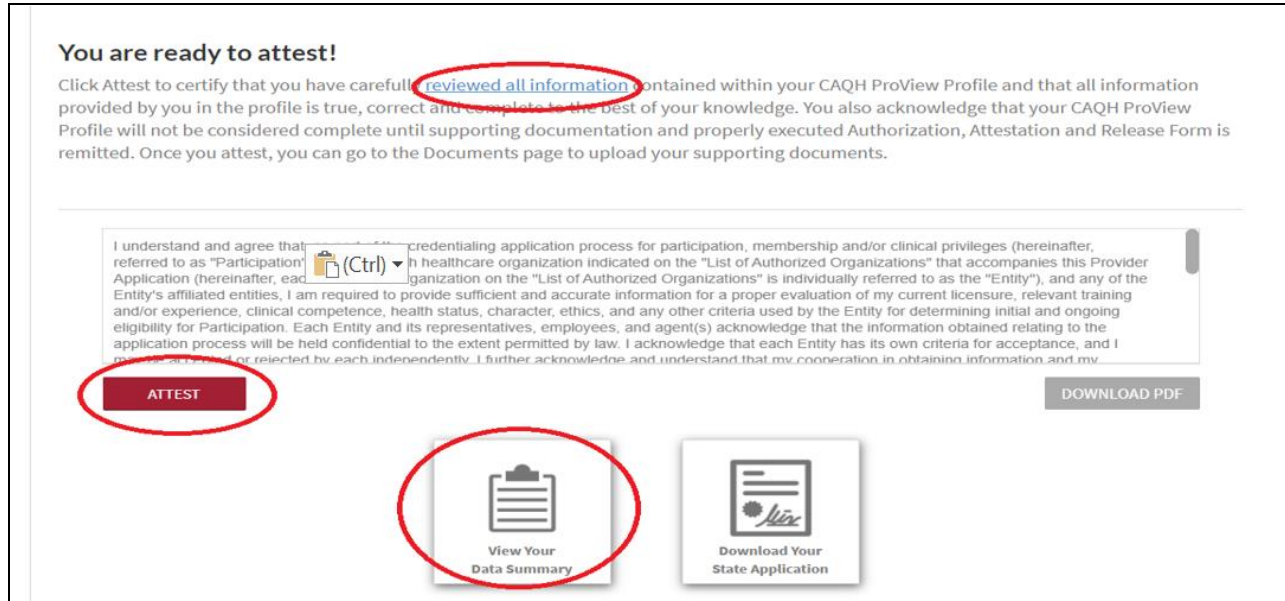 You are ready to attest!
Click Attest to certify that you have carefully reviewed all information contained within your CAQH ProView Profile and that all information
provided by you in the profile is true, correct and complete to the best of your knowledge. You also acknowledge that your CAQH ProView
Profile will not be considered complete until supporting documentation and properly executed Authorization, Attestation and Release Form is
remitted. Once you attest, you can go to the Documents page to upload your supporting documents.
I understand and agree that, as part of the credentialing application process for participation, membership and/or clinical privileges (hereinafter,
referred to as "Participation" h healthcare organization indicated on the "List of Authorized Organizations" that accompanies this Provider
Application (hereinafter, eac ganization on the "List of Authorized Organizations" is individually referred to as the "Entity"), and any of the
(Ctrl)
Entity's affiliated entities, I am required to provide sufficient and accurate information for a proper evaluation of my current licensure, relevant training
and/or experience, clinical competence, health status, character, ethics, and any other criteria used by the Entity for determining initial and ongoing
eligibility for Participation. Each Entity and its representatives, employees, and agent(s) acknowledge that the information obtained relating to the
application process will be held confidential to the extent permitted by law. I acknowledge that each Entity has its own criteria for acceptance, and I
may be accepted or rejected by each independently. I further acknowledge and understand that my cooperation in obtaining information and my
ATTEST
DOWNLOAD PDF
View Your
Data Summary
Download Your
State Application